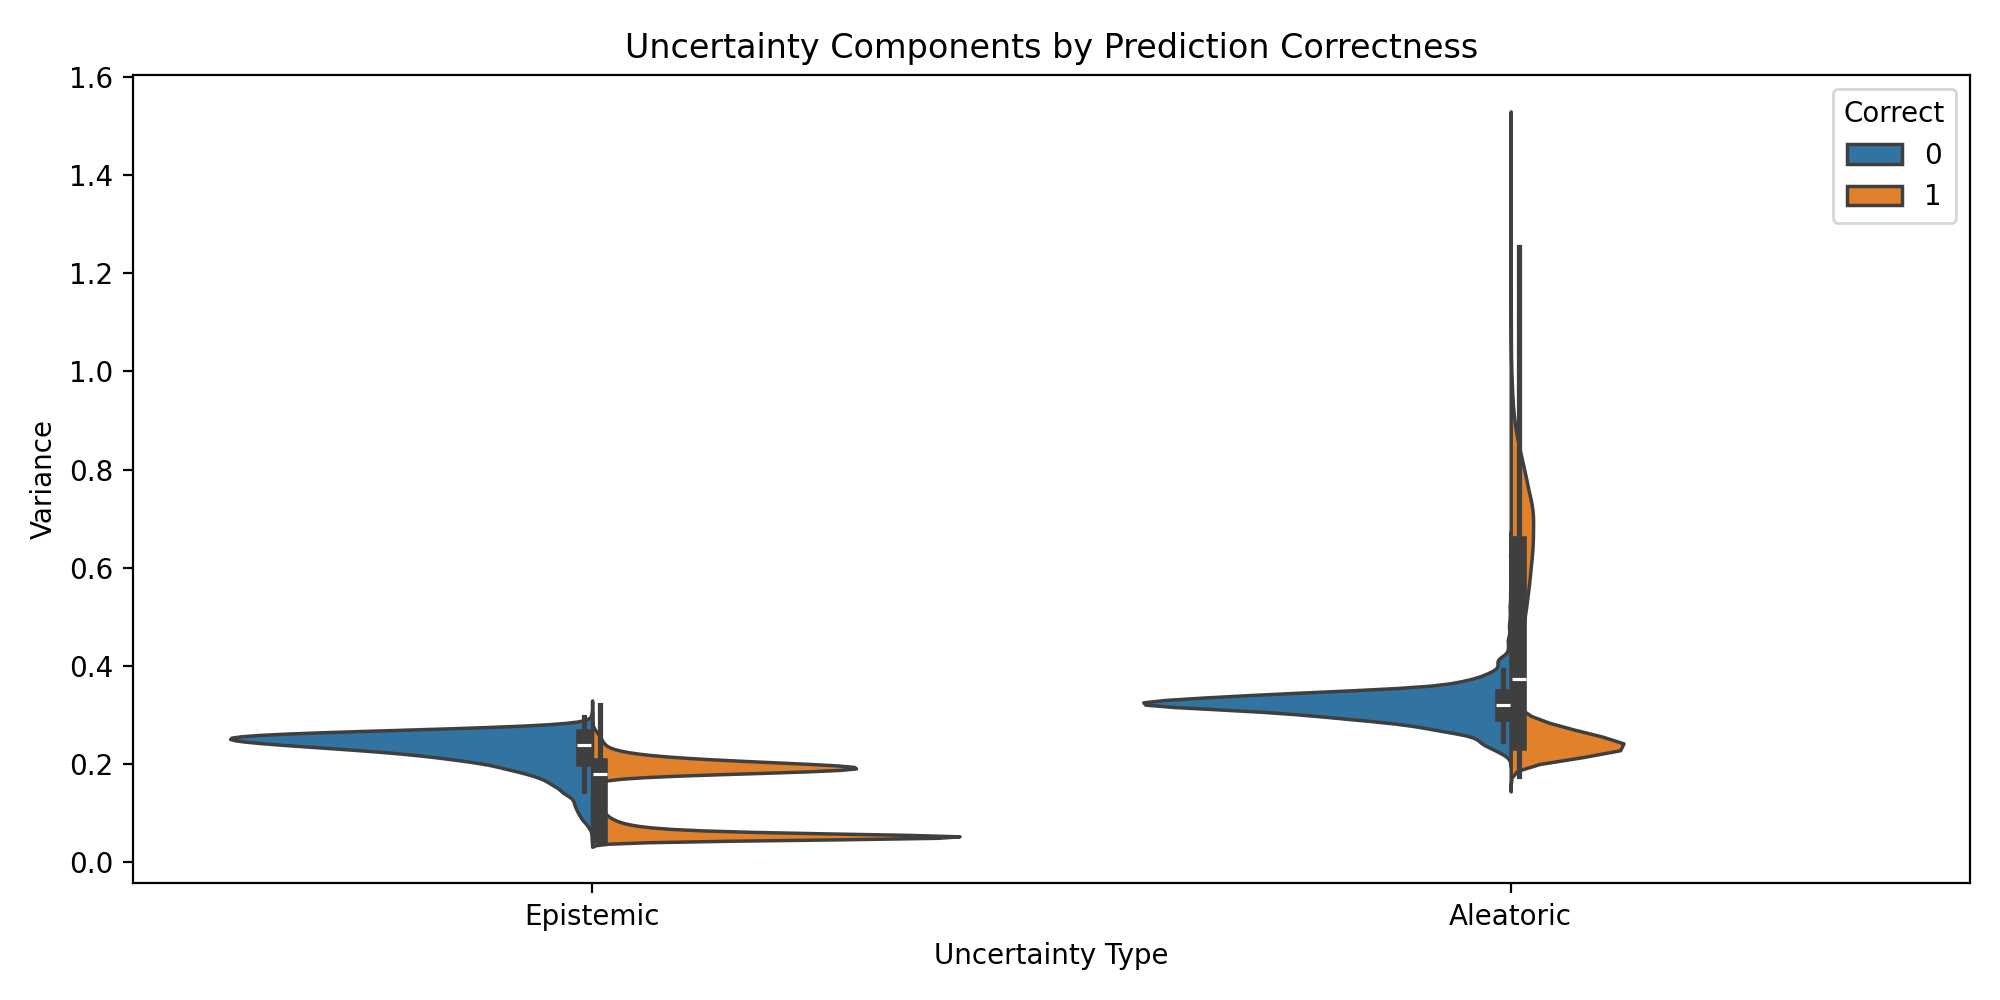 Uncertainty Components by Prediction Correctness
1.6
1.4
1.2
1.0
0.8
0.6
0.4
0.2
0.0
Variance
Correct
0
1
Epistemic
Aleatoric
Uncertainty Type